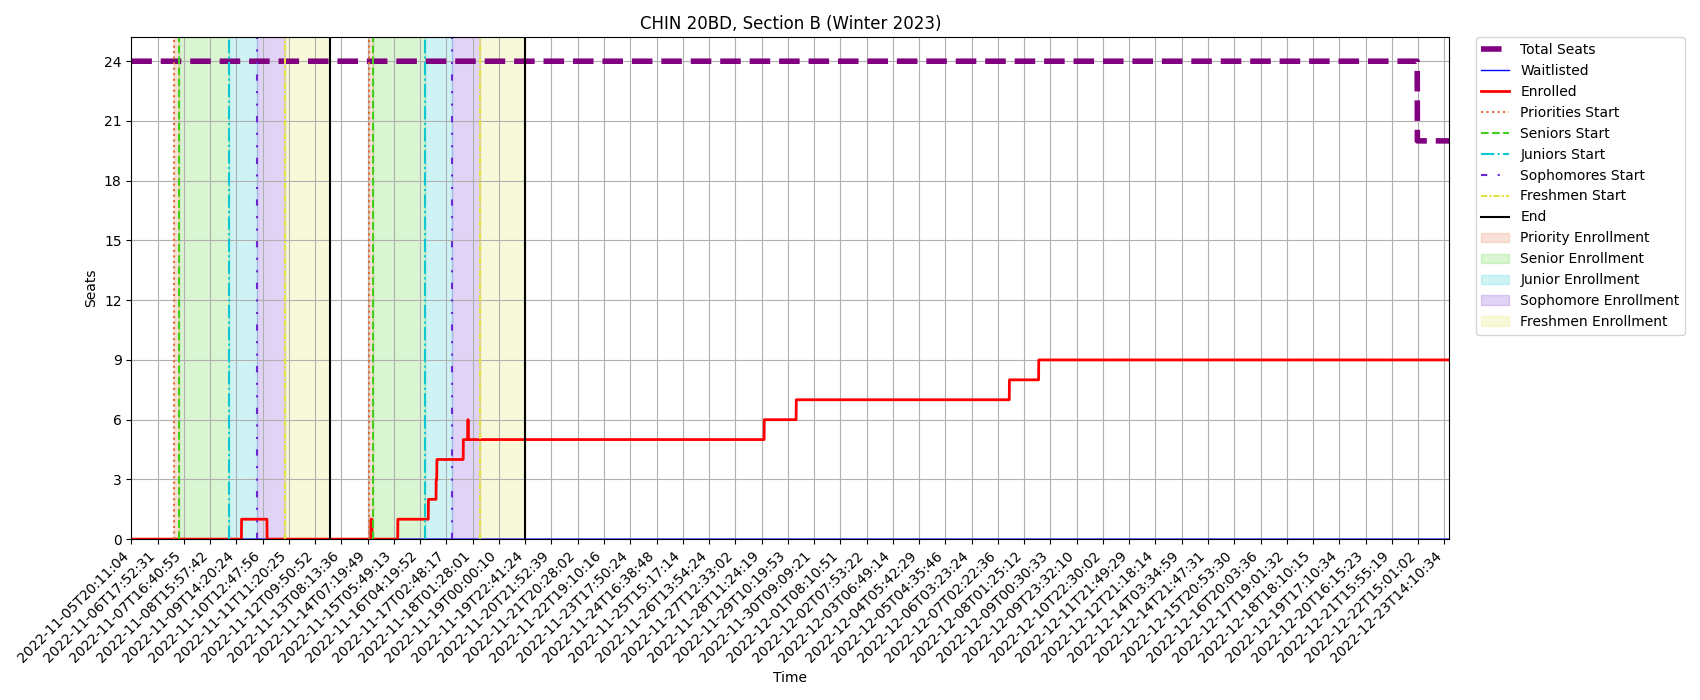 CHIN 20BD, Section B (Winter 2023)
24
21
18
15
12
9
6
3
0
Seats
2022-11-05T20:11:04
2022-11-06T17:52:31
2022-11-07T16:40:55
2022-11-08T15:57:42
2022-11-09T14:20:24
2022-11-10T12:47:56
2022-11-11T11:20:25
2022-11-12T09:50:52
2022-11-13T08:13:36
2022-11-14T07:19:49
2022-11-15T05:49:13
2022-11-16T04:19:52
2022-11-17T02:48:17
2022-11-18T01:28:01
2022-11-19T00:00:10
2022-11-19T22:41:24
2022-11-20T21:52:39
2022-11-21T20:28:02
2022-11-22T19:10:16
2022-11-23T17:50:24
2022-11-24T16:38:48
2022-11-25T15:17:14
2022-11-26T13:54:24
2022-11-27T12:33:02
2022-11-28T11:24:19
2022-11-29T10:19:53
2022-11-30T09:09:21
2022-12-01T08:10:51
2022-12-02T07:53:22
2022-12-03T06:49:14
2022-12-04T05:42:29
2022-12-05T04:35:46
2022-12-06T03:23:24
2022-12-07T02:22:36
2022-12-08T01:25:12
2022-12-09T00:30:33
2022-12-09T23:32:10
2022-12-10T22:30:02
2022-12-11T21:49:29
2022-12-12T21:18:14
2022-12-14T03:34:59
2022-12-14T21:47:31
2022-12-15T20:53:30
2022-12-16T20:03:36
2022-12-17T19:01:32
2022-12-18T18:10:15
2022-12-19T17:10:34
2022-12-20T16:15:23
2022-12-21T15:55:19
2022-12-22T15:01:02
2022-12-23T14:10:34
Time
Total Seats
Waitlisted
Enrolled
Priorities Start
Seniors Start
Juniors Start
Sophomores Start
Freshmen Start
End
Priority Enrollment
Senior Enrollment
Junior Enrollment
Sophomore Enrollment
Freshmen Enrollment